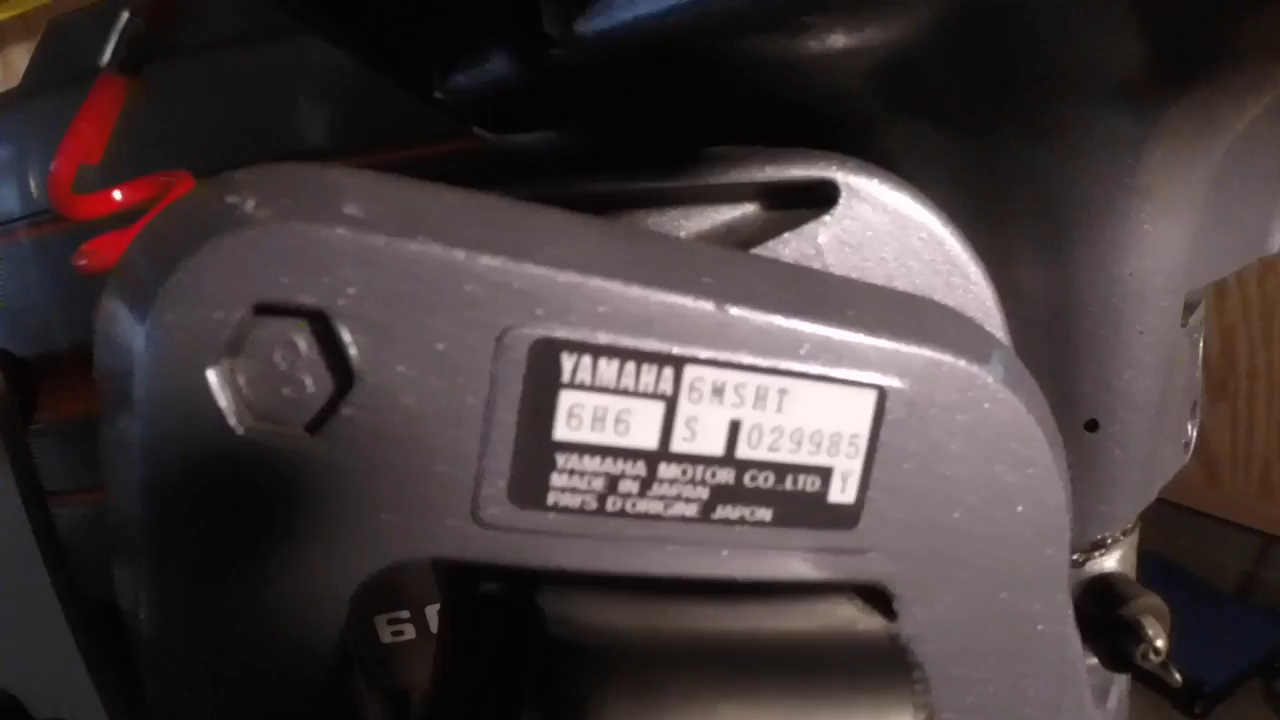 YAMAHA 6MSHT
6H6 S 029985
YAMAHA MOTOR CO.,LTD. Y
MADE IN JAPAN
PAYS D'ORIGINE JAPON
6